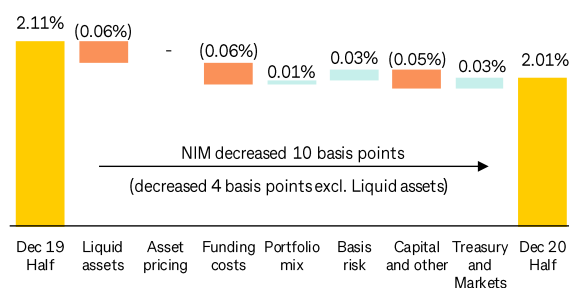 2.11%
(0.06%)
-
(0.06%)
0.01%
0.03%
(0.05%)
0.03%
2.01%
NIM decreased 10 basis points
(decreased 4 basis points excl. Liquid assets)
Dec 19
Half
Liquid
assets
Asset
pricing
Funding
costs
Portfolio
mix
Basis
risk
Capital
and other
Treasury
and
Markets
Dec 20
Half